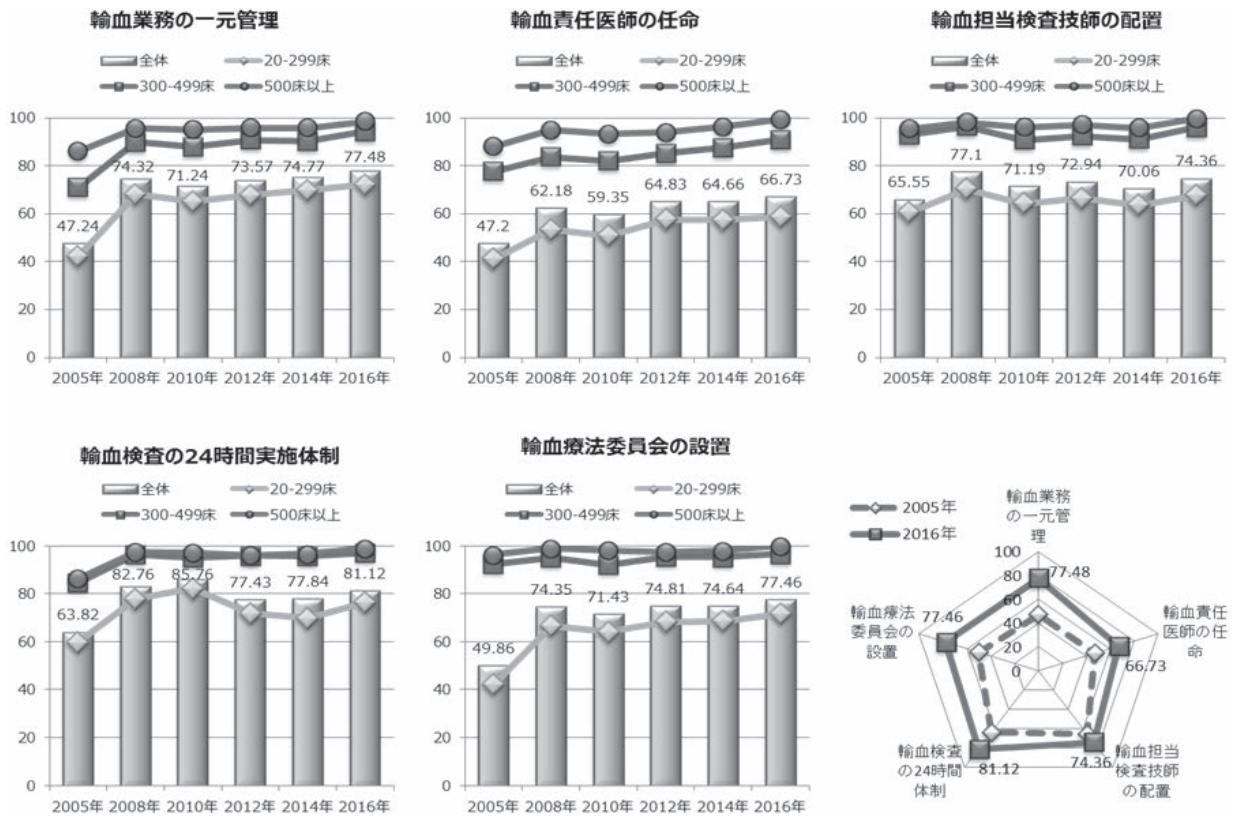 輸血業務の一元管理
全体
20-299床
300-499床
500床以上
100
80
60
40
20
0
47.24
74.32
71.24
73.57
74.77
77.48
2005年 2008年 2010年 2012年 2014年 2016年
輸血責任医師の任命
全体
20-299床
300-499床
500床以上
100
80
60
40
20
0
47.2
62.18
59.35
64.83
64.66
66.73
2005年 2008年 2010年 2012年 2014年 2016年
輸血担当検査技師の配置
全体
20-299床
300-499床
500床以上
100
80
60
40
20
0
65.55
77.1
71.19
72.94
70.06
74.36
2005年 2008年 2010年 2012年 2014年 2016年
輸血検査の24時間実施体制
全体
20-299床
300-499床
500床以上
100
80
60
40
20
0
63.82
82.76
85.76
77.43
77.84
81.12
2005年 2008年 2010年 2012年 2014年 2016年
輸血療法委員会の設置
全体
20-299床
300-499床
500床以上
100
80
60
40
20
0
49.86
74.35
71.43
74.81
74.64
77.46
2005年 2008年 2010年 2012年 2014年 2016年
2005年
2016年
輸血業務
の一元管
理
100
80
60
40
20
0
77.48
輸血責任
医師の任
命
66.73
輸血担当
検査技師
の配置
74.36
輸血検査
の24時間
体制
81.12
輸血療法
委員会の
設置
77.46